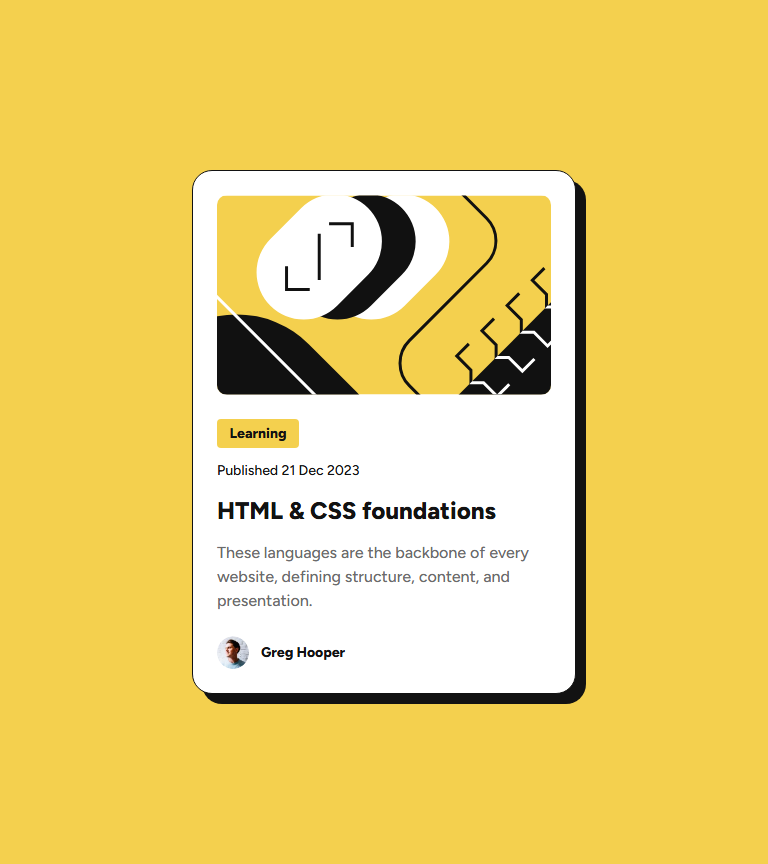 Learning
Published 21 Dec 2023
HTML & CSS foundations
These languages are the backbone of every
website, defining structure, content, and
presentation.
Greg Hooper